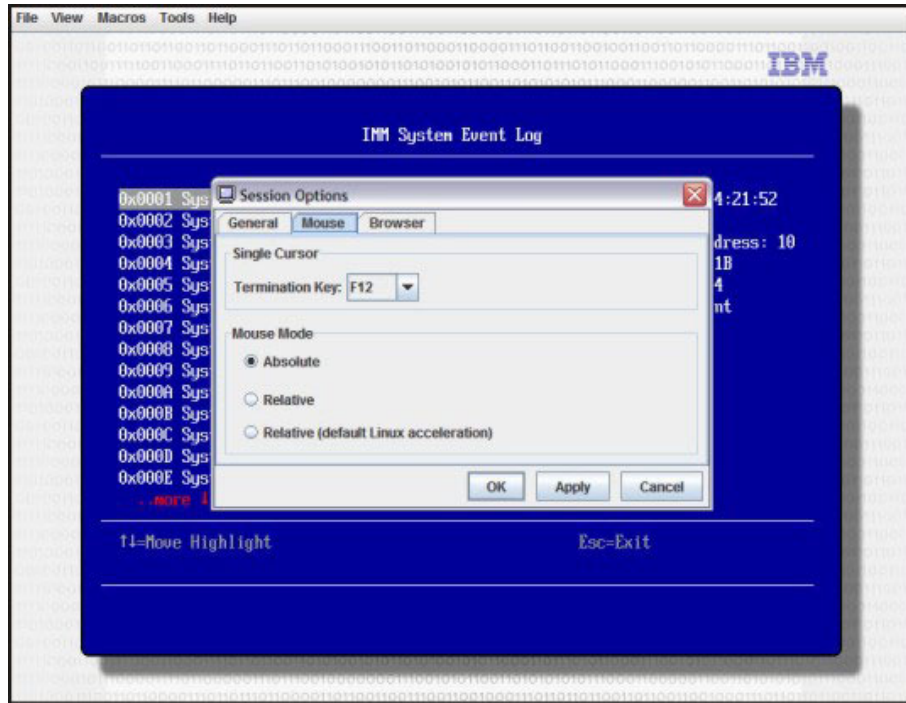 File View Macros Tools Help
IBM
IMM System Event Log
0x0001 Sys 4:21:52
0x0002 Sys
0x0003 Sys dress: 10
0x0004 Sys 1B
0x0005 Sys 4
0x0006 Sys nt
0x0007 Sys
0x0008 Sys
0x0009 Sys
0x000A Sys
0x000B Sys
0x000C Sys
0x000D Sys
0x000E Sys
..more ↓
Session Options
General Mouse Browser
Single Cursor
Termination Key: F12
Mouse Mode
Absolute
Relative
Relative (default Linux acceleration)
OK Apply Cancel
↑↓=Move Highlight Esc=Exit